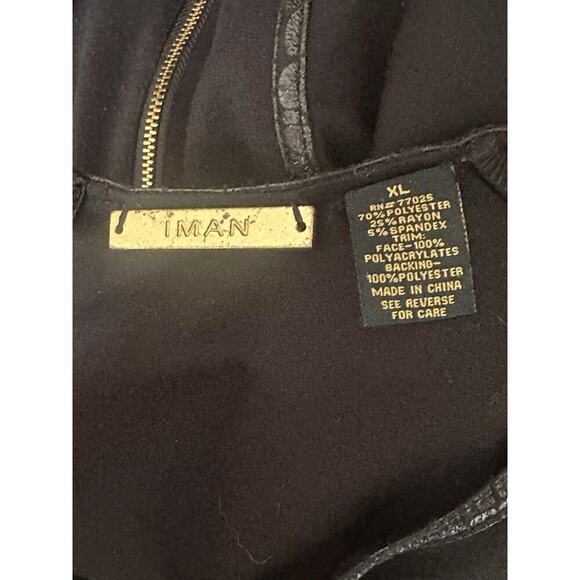 IMAN
XL
RN# 77025
70% POLYESTER
25% RAYON
5% SPANDEX
TRIM:
FACE-100%
POLYACRYLATES
BACKING-
100% POLYESTER
MADE IN CHINA
SEE REVERSE
FOR CARE